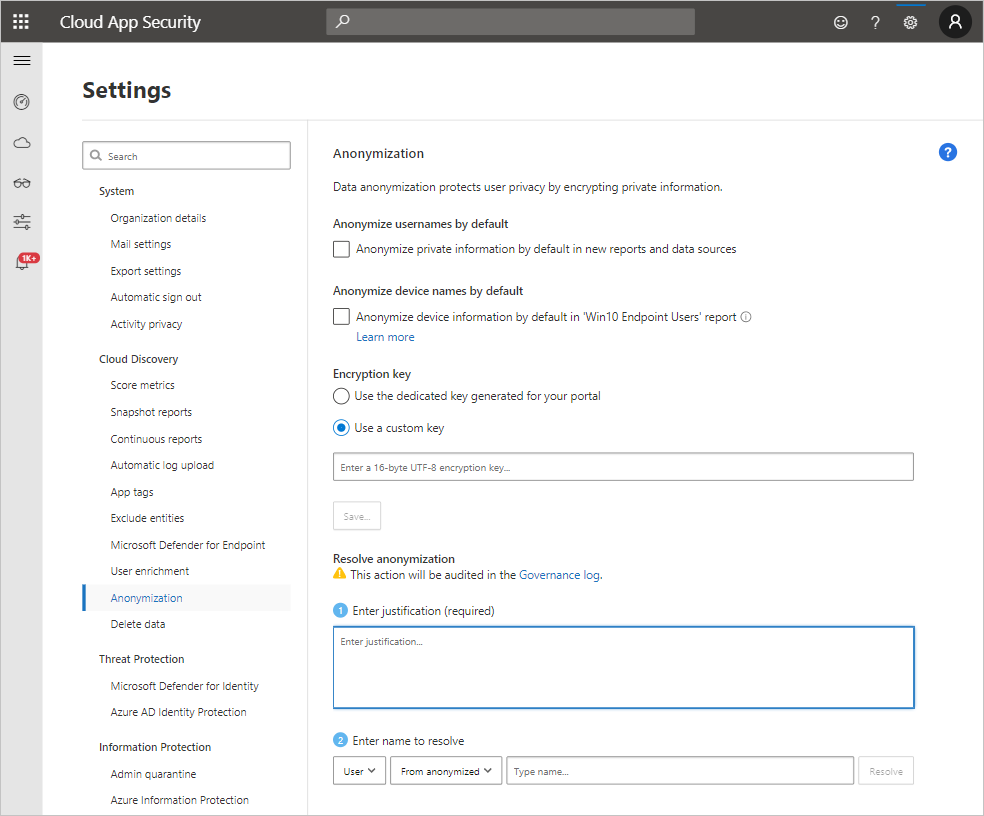 Cloud App Security
?
1K+
Settings
Search
System
Organization details
Mail settings
Export settings
Automatic sign out
Activity privacy
Cloud Discovery
Score metrics
Snapshot reports
Continuous reports
Automatic log upload
App tags
Exclude entities
Microsoft Defender for Endpoint
User enrichment
Anonymization
Delete data
Threat Protection
Microsoft Defender for Identity
Azure AD Identity Protection
Information Protection
Admin quarantine
Azure Information Protection
Anonymization
?
Data anonymization protects user privacy by encrypting private information.
Anonymize usernames by default
Anonymize private information by default in new reports and data sources
Anonymize device names by default
Anonymize device information by default in 'Win10 Endpoint Users' report
Learn more
Encryption key
Use the dedicated key generated for your portal
Use a custom key
Enter a 16-byte UTF-8 encryption key...
Save...
Resolve anonymization
This action will be audited in the Governance log.
1 Enter justification (required)
Enter justification...
2 Enter name to resolve
User From anonymized Type name... Resolve